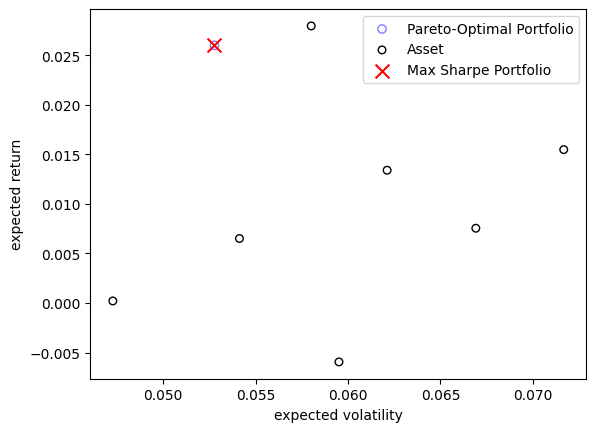 Pareto-Optimal Portfolio
Asset
Max Sharpe Portfolio
expected return
0.025
0.020
0.015
0.010
0.005
0.000
−0.005
0.050 0.055 0.060 0.065 0.070
expected volatility